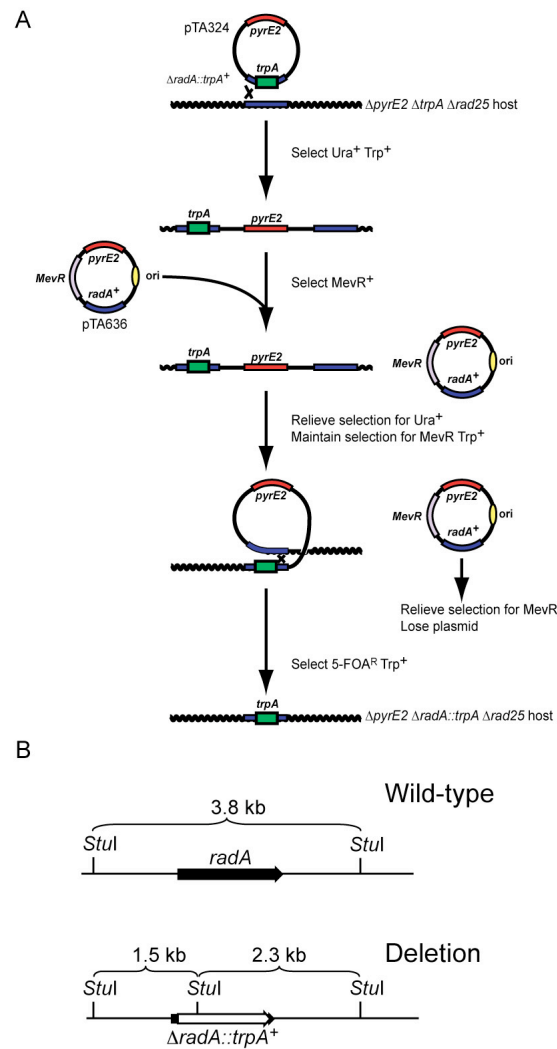 A
pTA324
pyrE2
trpA
ΔradA::trpA⁺
ΔpyrE2 ΔtrpA Δrad25 host
Select Ura⁺ Trp⁺
trpA
pyrE2
pyrE2
MevR
ori
radA⁺
pTA636
Select MevR⁺
trpA
pyrE2
pyrE2
MevR
ori
radA⁺
Relieve selection for Ura⁺
Maintain selection for MevR Trp⁺
pyrE2
pyrE2
MevR
ori
radA⁺
trpA
Relieve selection for MevR
Lose plasmid
Select 5-FOAᴿ Trp⁺
trpA
ΔpyrE2 ΔradA::trpA Δrad25 host
B
Wild-type
3.8 kb
StuI
StuI
radA
Deletion
1.5 kb
2.3 kb
StuI
StuI
StuI
ΔradA::trpA⁺